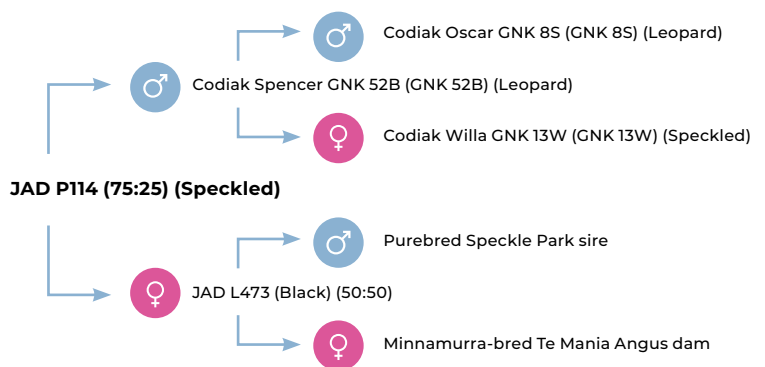 Codiak Oscar GNK 8S (GNK 8S) (Leopard)
Codiak Spencer GNK 52B (GNK 52B) (Leopard)
Codiak Willa GNK 13W (GNK 13W) (Speckled)
JAD P114 (75:25) (Speckled)
Purebred Speckle Park sire
JAD L473 (Black) (50:50)
Minnamurra-bred Te Mania Angus dam